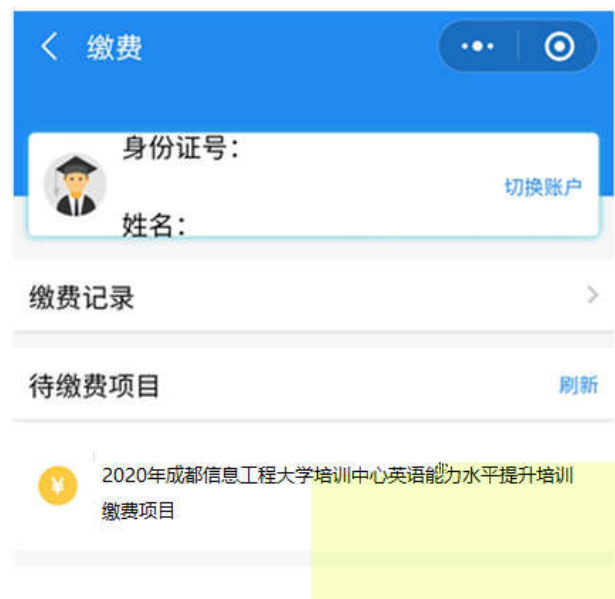 缴费
身份证号：
切换账户
姓名：
缴费记录
待缴费项目
刷新
¥
2020年成都信息工程大学培训中心英语能力水平提升培训
缴费项目